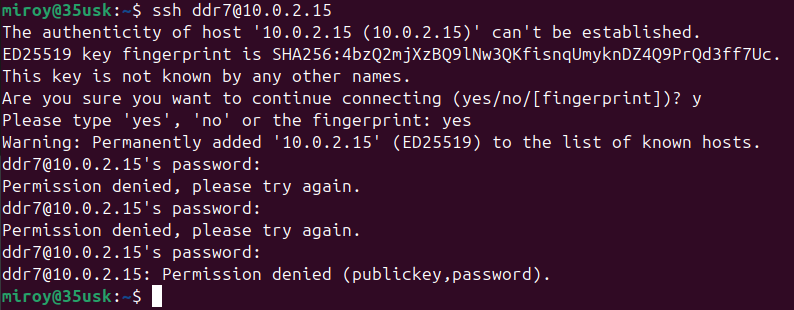 miroy@35usk:~$ ssh ddr7@10.0.2.15
The authenticity of host '10.0.2.15 (10.0.2.15)' can't be established.
ED25519 key fingerprint is SHA256:4bzQ2mjXzBQ9lNw3QKfisnqUmyknDZ4Q9PrQd3ff7Uc.
This key is not known by any other names.
Are you sure you want to continue connecting (yes/no/[fingerprint])? y
Please type 'yes', 'no' or the fingerprint: yes
Warning: Permanently added '10.0.2.15' (ED25519) to the list of known hosts.
ddr7@10.0.2.15's password:
Permission denied, please try again.
ddr7@10.0.2.15's password:
Permission denied, please try again.
ddr7@10.0.2.15's password:
ddr7@10.0.2.15: Permission denied (publickey,password).
miroy@35usk:~$